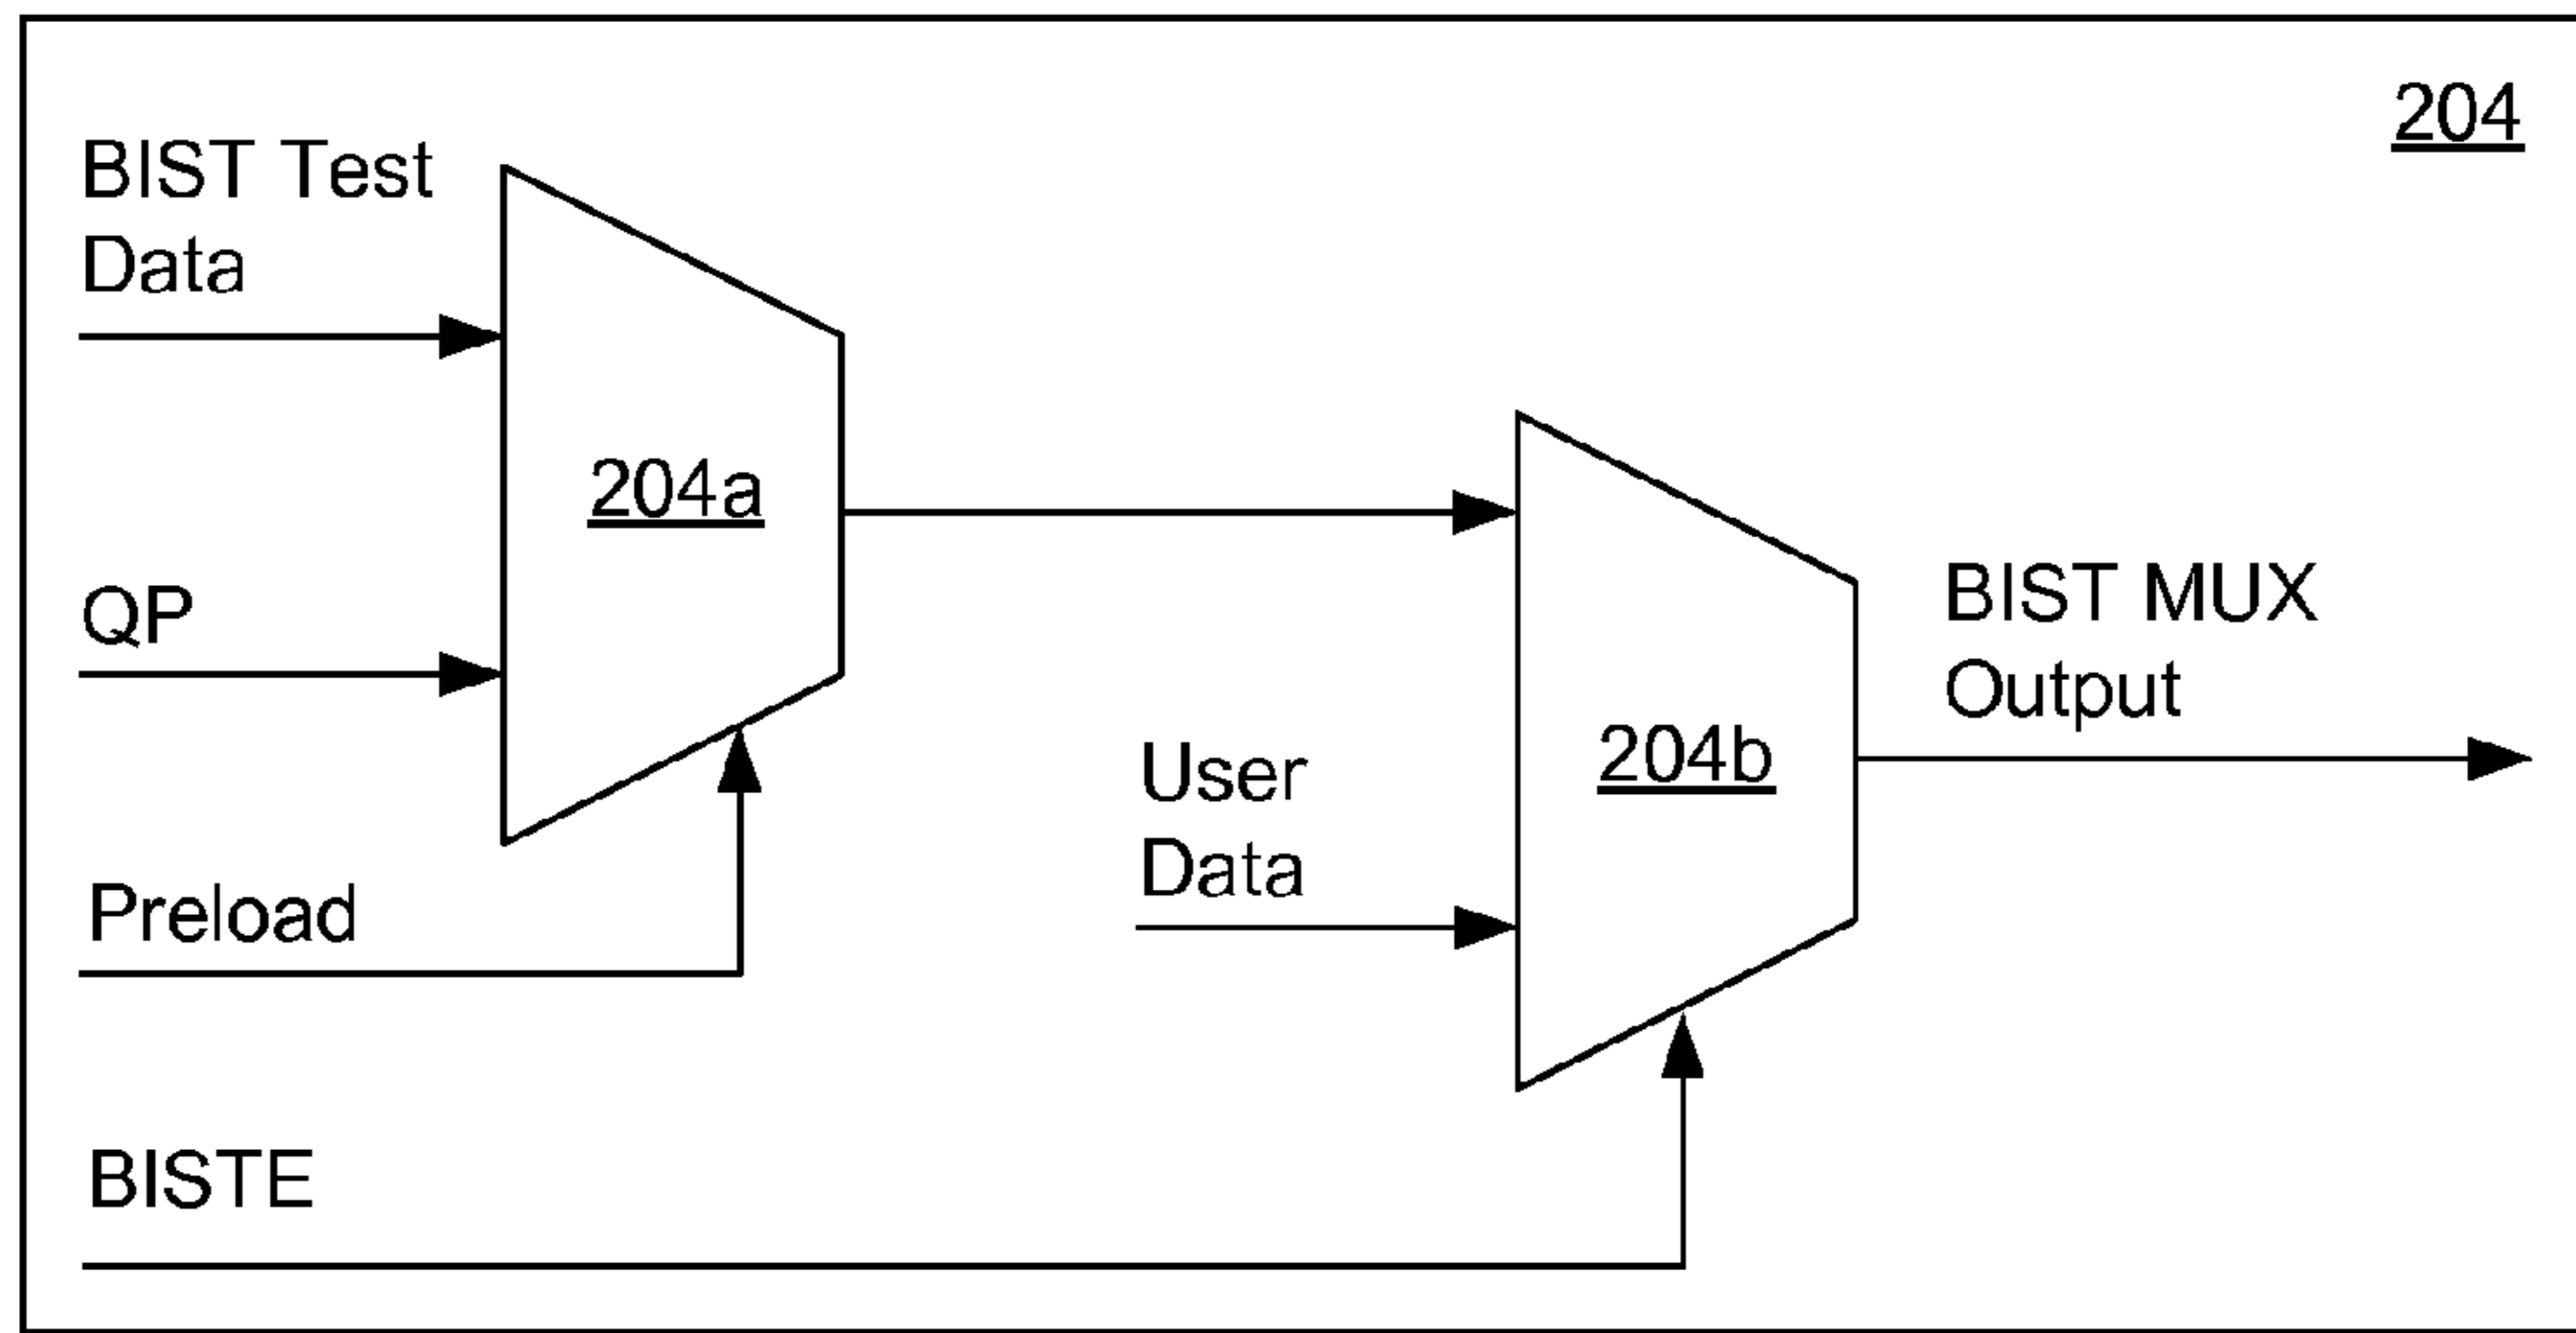 204
BIST Test
Data
204a
QP
Preload
BIST MUX
Output
204b
User
Data
BISTE